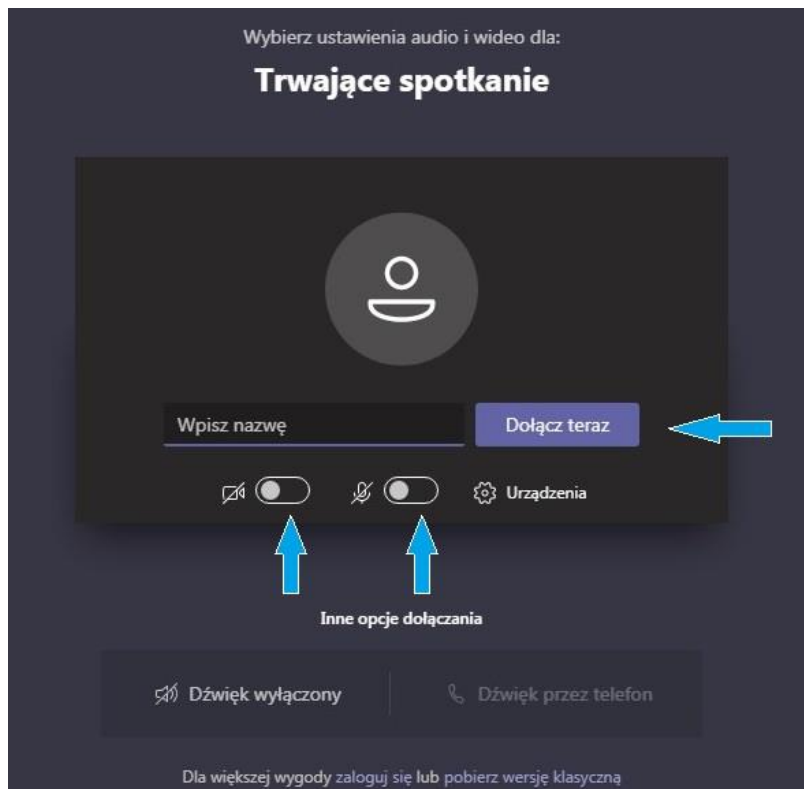 Wybierz ustawienia audio i wideo dla:
Trwające spotkanie
Wpisz nazwę
Dołącz teraz
Urządzenia
Inne opcje dołączania
Dźwięk wyłączony
Dźwięk przez telefon
Dla większej wygody zaloguj się lub pobierz wersję klasyczną